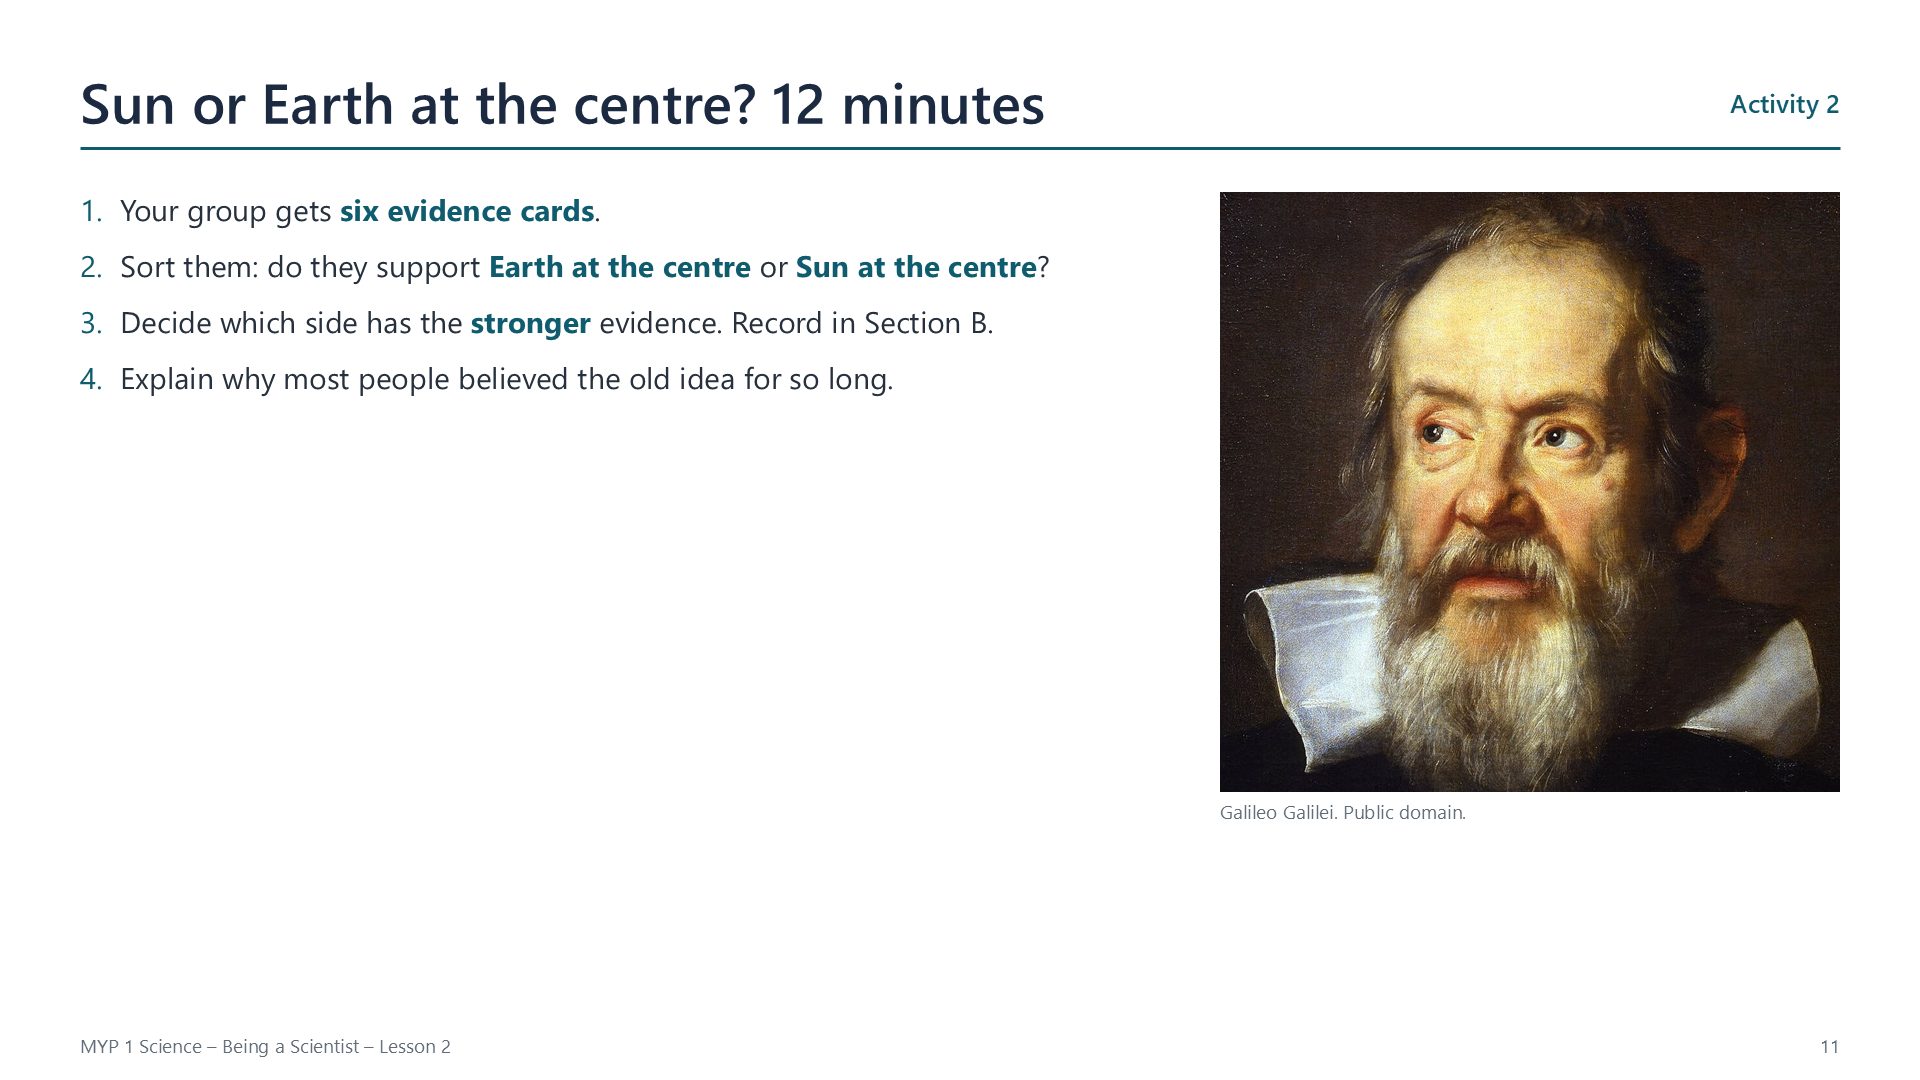 Sun or Earth at the centre? 12 minutes
Activity 2
1. Your group gets six evidence cards.
2. Sort them: do they support Earth at the centre or Sun at the centre?
3. Decide which side has the stronger evidence. Record in Section B.
4. Explain why most people believed the old idea for so long.
Galileo Galilei. Public domain.
MYP 1 Science – Being a Scientist – Lesson 2
11